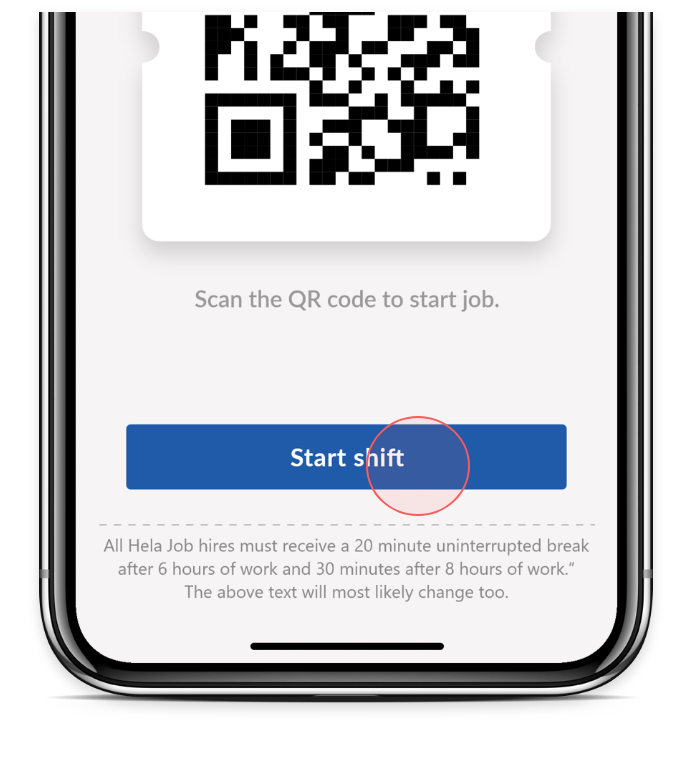 Scan the QR code to start job.
Start shift
All Hela Job hires must receive a 20 minute uninterrupted break
after 6 hours of work and 30 minutes after 8 hours of work.“
The above text will most likely change too.